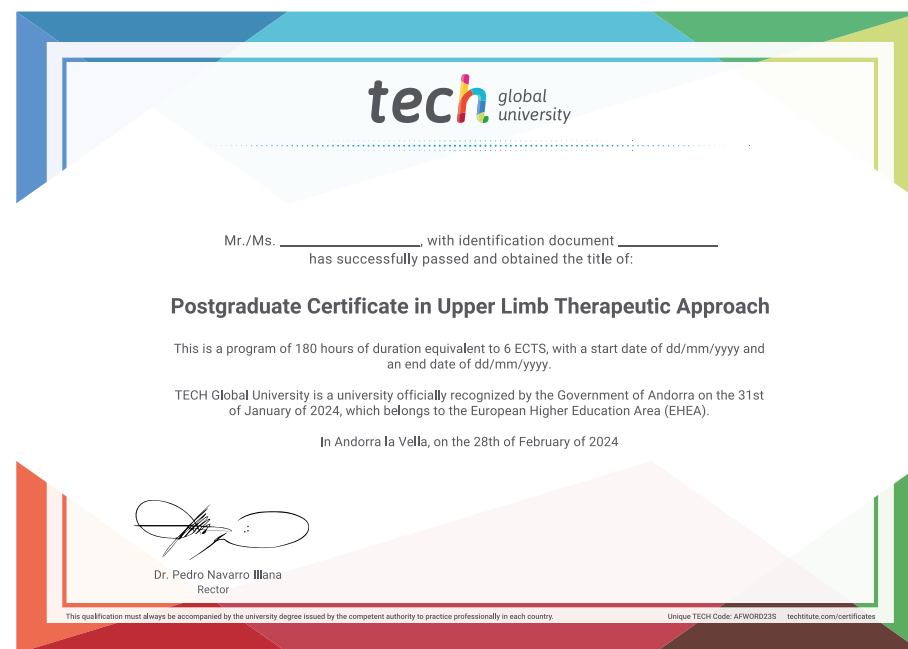 tech global university
Mr./Ms. ____________, with identification document ____________
has successfully passed and obtained the title of:
Postgraduate Certificate in Upper Limb Therapeutic Approach
This is a program of 180 hours of duration equivalent to 6 ECTS, with a start date of dd/mm/yyyy and
an end date of dd/mm/yyyy.
TECH Global University is a university officially recognized by the Government of Andorra on the 31st
of January of 2024, which belongs to the European Higher Education Area (EHEA).
In Andorra la Vella, on the 28th of February of 2024
Dr. Pedro Navarro Illana
Rector
This qualification must always be accompanied by the university degree issued by the competent authority to practice professionally in each country.
Unique TECH Code: AFWORD23S techtitute.com/certificates